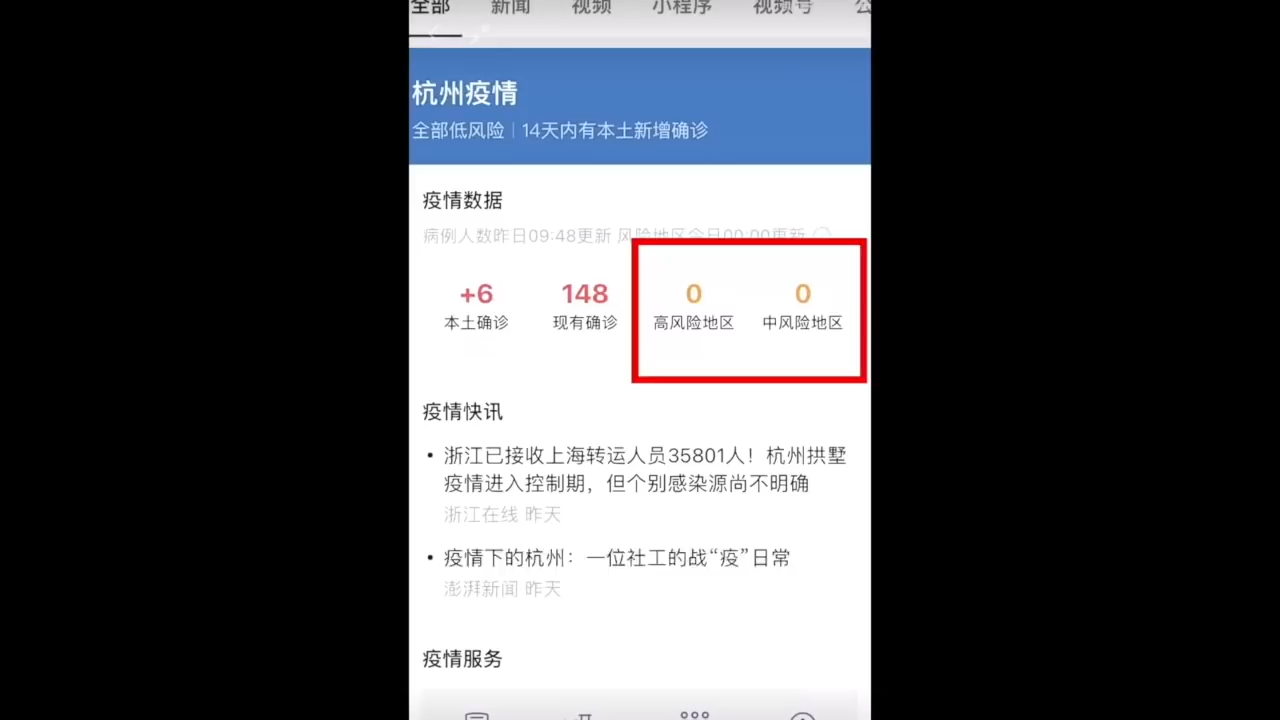 全部 新闻 视频 小程序 视频号 公
杭州疫情
全部低风险 | 14天内有本土新增确诊
疫情数据
病例人数昨日09:48更新 风险地区今日00:00更新
+6 148 0 0
本土确诊 现有确诊 高风险地区 中风险地区
疫情快讯
• 浙江已接收上海转运人员35801人！杭州拱墅
疫情进入控制期，但个别感染源尚不明确
浙江在线 昨天
• 疫情下的杭州：一位社工的战“疫”日常
澎湃新闻 昨天
疫情服务